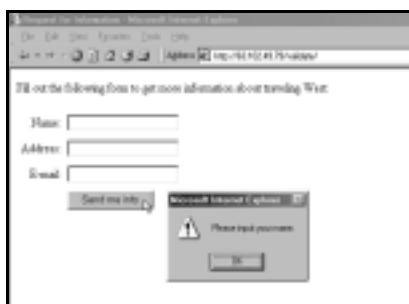 Request for Information - Microsoft Internet Explorer
File Edit View Favorites Tools Help
Address
Fill out the following form to get more information about traveling West:
Name:
Address:
E-mail:
Send me info
Microsoft Internet Explorer
Please input your name.
OK